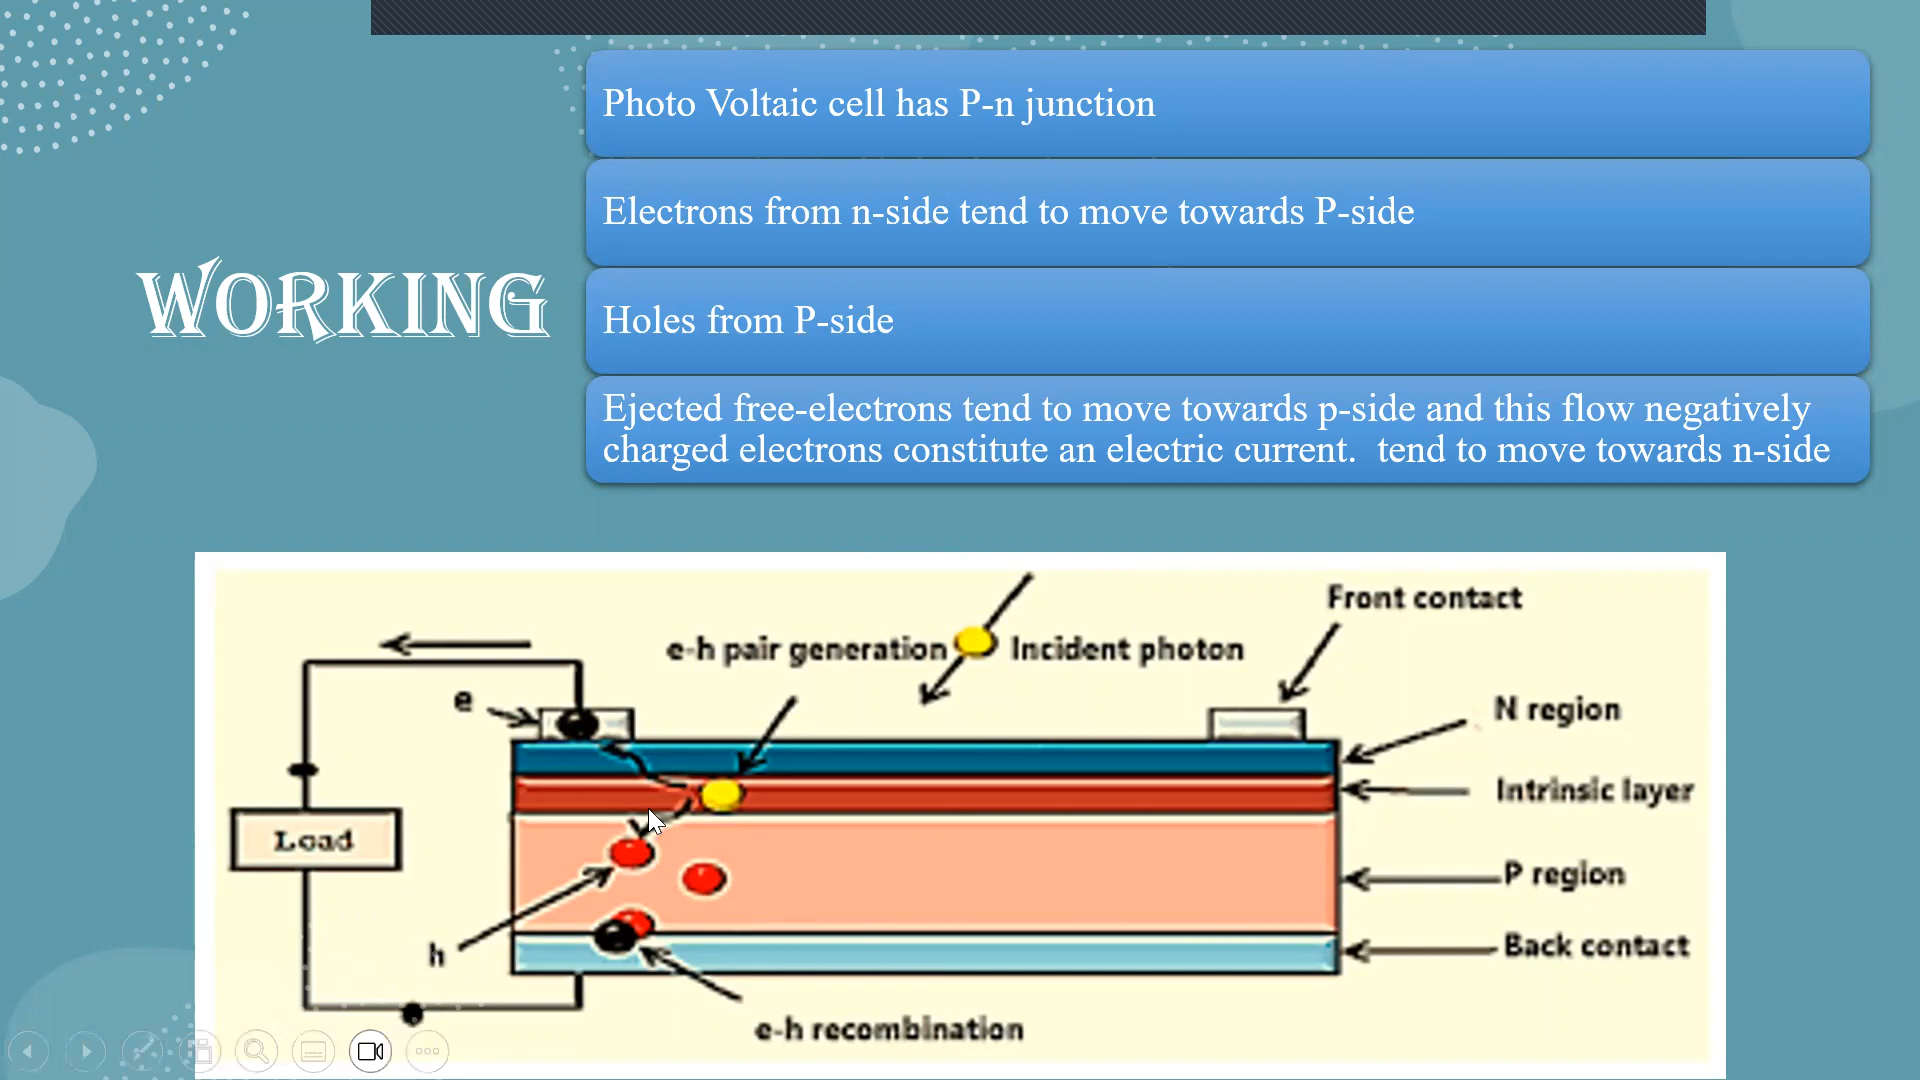 WORKING
Photo Voltaic cell has P-n junction
Electrons from n-side tend to move towards P-side
Holes from P-side
Ejected free-electrons tend to move towards p-side and this flow negatively
charged electrons constitute an electric current.  tend to move towards n-side
Front contact
e-h pair generation
Incident photon
e
N region
Intrinsic layer
Load
P region
h
Back contact
e-h recombination